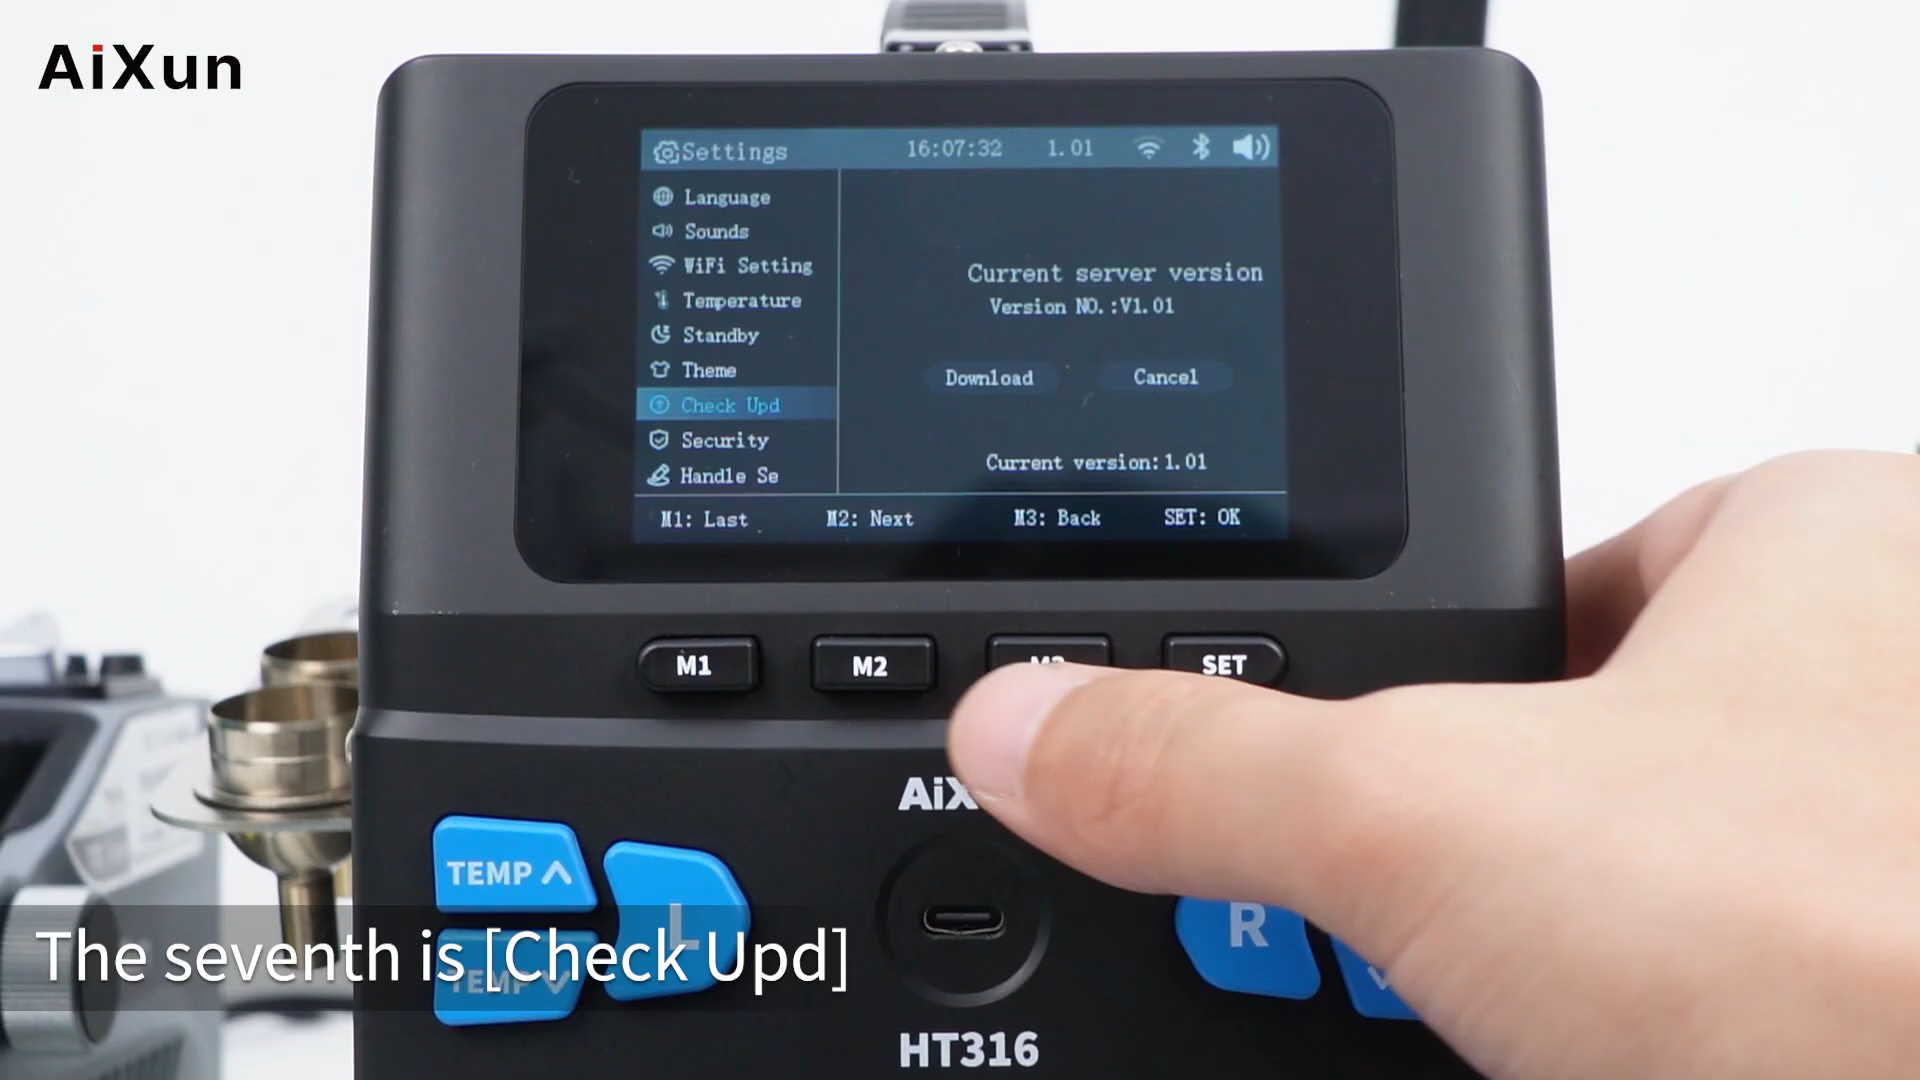 AiXun
Settings 16:07:32 1.01
Language
Sounds
WiFi Setting
Temperature
Standby
Theme
Check Upd
Security
Handle Se
Current server version
Version NO.:V1.01
Download Cancel
Current version:1.01
M1: Last M2: Next M3: Back SET: OK
M1 M2 M3 SET
AiX
TEMP
L
R
The seventh is [Check Upd]
TEMP
HT316